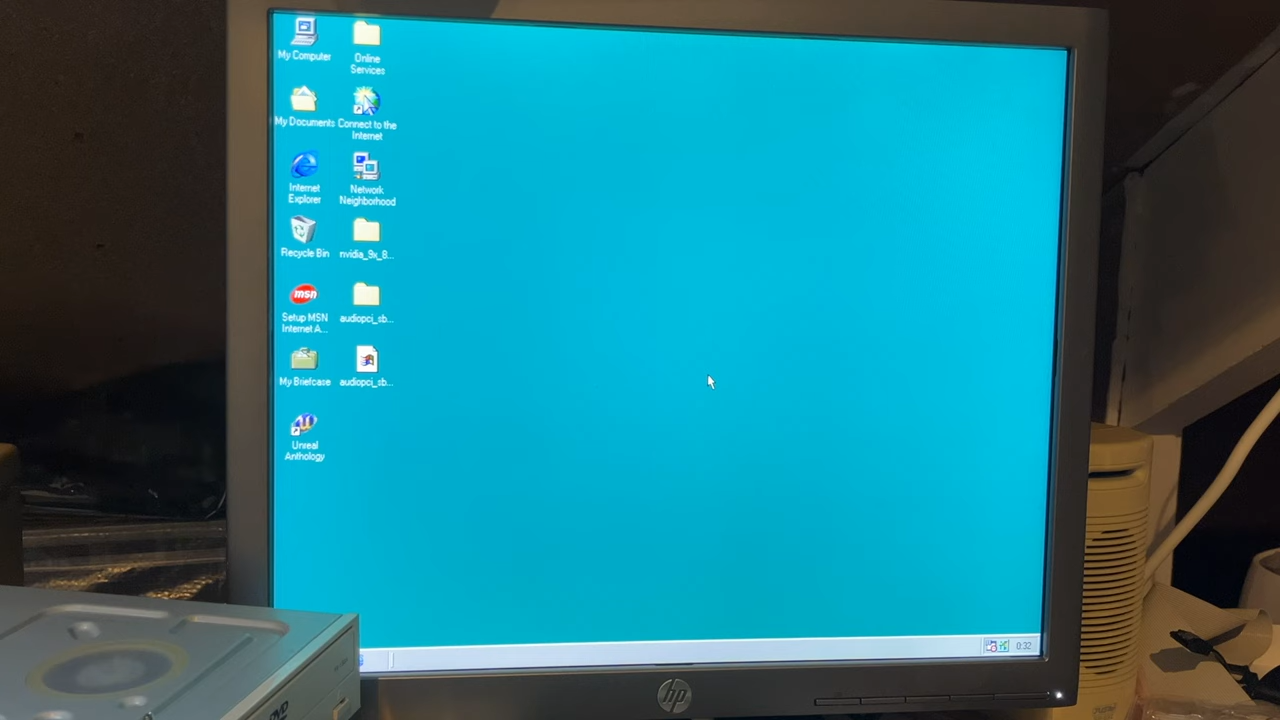 My Computer
Online
Services
My Documents
Connect to the
Internet
Internet
Explorer
Network
Neighborhood
Recycle Bin
nvidia_9x_8...
msn
Setup MSN
Internet A...
audiopci_sb...
My Briefcase
audiopci_sb...
Unreal
Anthology
0:32
hp
DVD